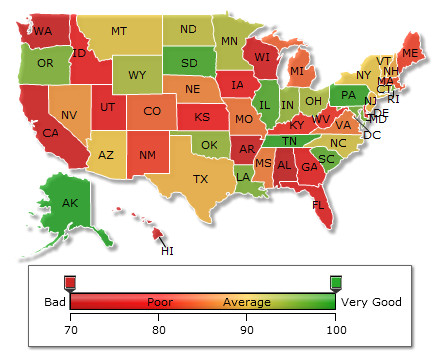 WA
MT
ND
MN
ME
OR
ID
WY
SD
WI
MI
VT
NH
NY
MA
CT
RI
NV
UT
CO
NE
IA
IL
IN
OH
PA
NJ
DE
MD
DC
CA
AZ
NM
KS
MO
KY
WV
VA
OK
AR
TN
NC
SC
TX
LA
MS
AL
GA
FL
AK
HI
Bad Poor Average Very Good
70 80 90 100